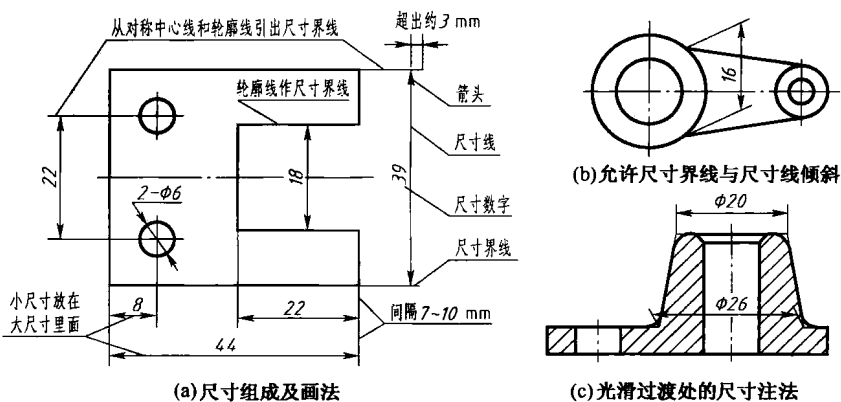 从对称中心线和轮廓线引出尺寸界线
超出约3 mm
轮廓线作尺寸界线
箭头
尺寸线
尺寸数字
尺寸界线
22
2-Φ6
18
39
小尺寸放在
大尺寸里面
8
22
间隔7~10 mm
44
(a)尺寸组成及画法
16
(b)允许尺寸界线与尺寸线倾斜
Φ20
Φ26
(c)光滑过渡处的尺寸注法